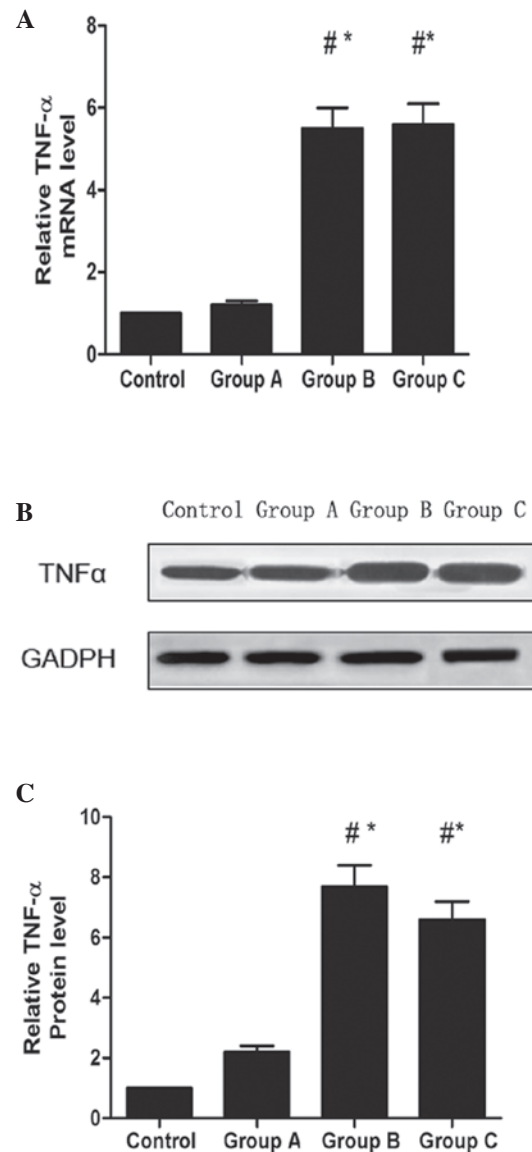 A
Relative TNF-α
mRNA level
8
6
4
2
0
# *
#*
Control Group A Group B Group C
B
Control Group A Group B Group C
TNFα
GADPH
C
Relative TNF-α
Protein level
10
8
6
4
2
0
# *
#*
Control Group A Group B Group C